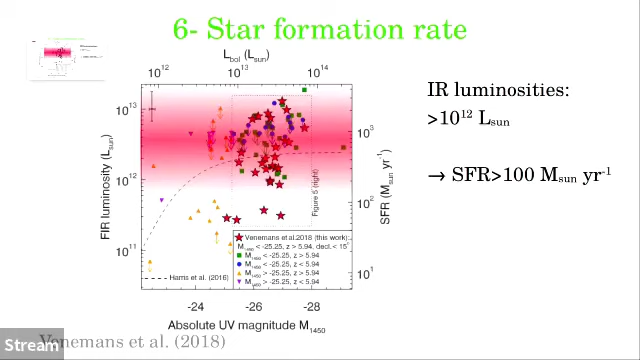 6- Star formation rate
L_bol (L_sun)
10^12 10^13 10^14
FIR luminosity (L_sun)
10^13
10^12
10^11
SFR (M_sun yr^-1)
10^3
10^2
10^1
Figure 5 (right)
Venemans et al.2018 (this work):
M_1450 < -25.25, z > 5.94, decl.< 15°
M_1450 < -25.25, z > 5.94
M_1450 < -25.25, z < 5.94
M_1450 > -25.25, z > 5.94
M_1450 > -25.25, z < 5.94
Harris et al. (2016)
-24 -26 -28
Absolute UV magnitude M_1450
IR luminosities:
>10^12 L_sun
→ SFR>100 M_sun yr^-1
Venemans et al. (2018)
Stream